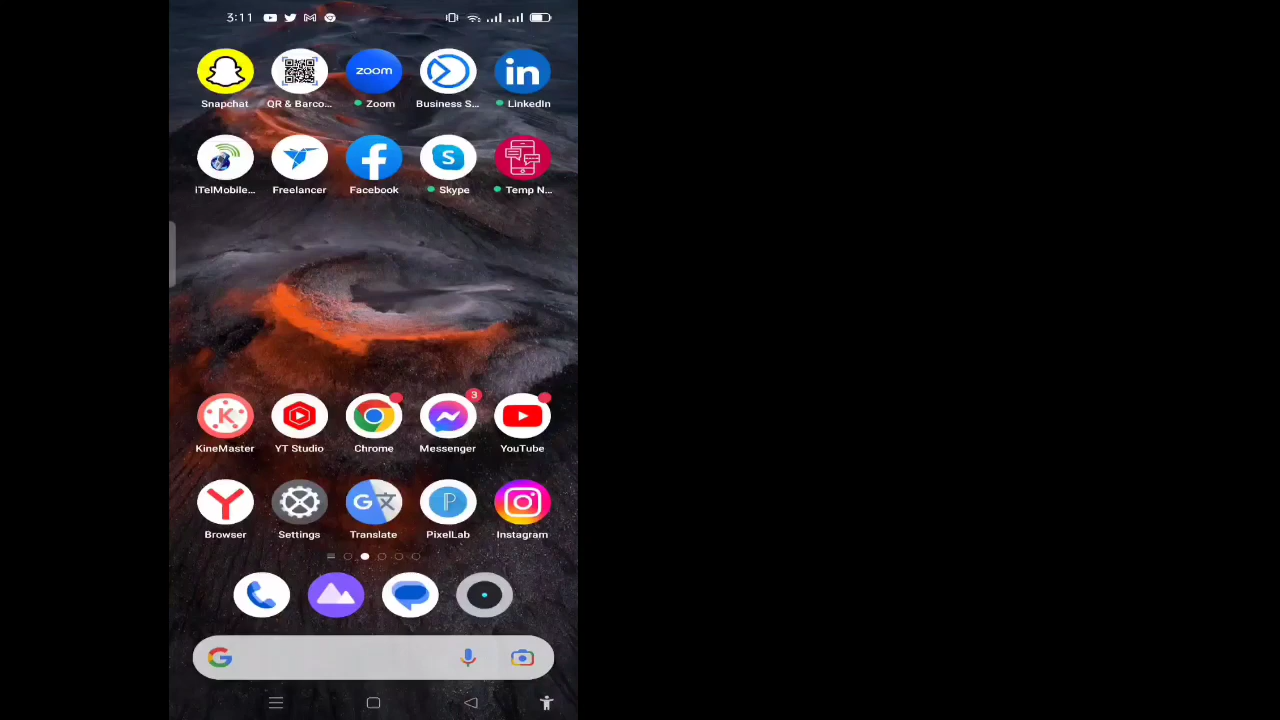 3:11
Snapchat QR & Barco... Zoom Business S... LinkedIn
iTelMobile... Freelancer Facebook Skype Temp N...
KineMaster YT Studio Chrome Messenger YouTube
Browser Settings Translate PixelLab Instagram
zoom
in
3